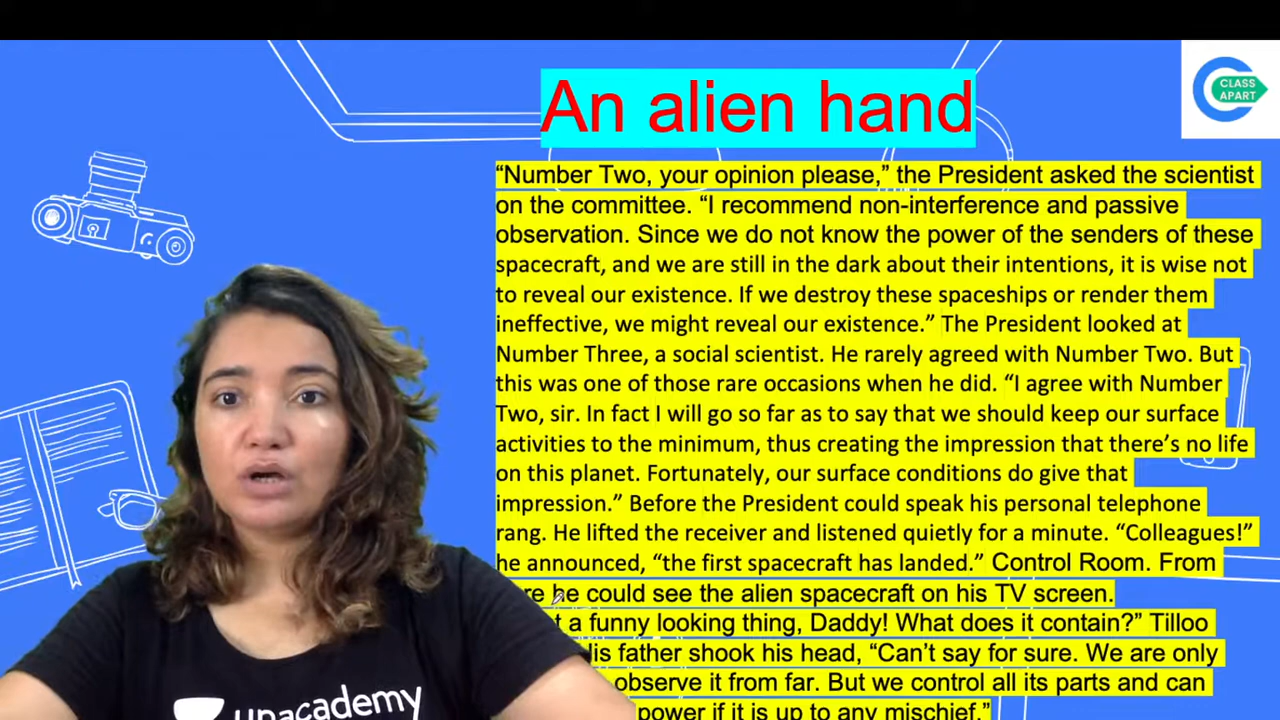 An alien hand
CLASS
APART
“Number Two, your opinion please,” the President asked the scientist
on the committee. “I recommend non-interference and passive
observation. Since we do not know the power of the senders of these
spacecraft, and we are still in the dark about their intentions, it is wise not
to reveal our existence. If we destroy these spaceships or render them
ineffective, we might reveal our existence.” The President looked at
Number Three, a social scientist. He rarely agreed with Number Two. But
this was one of those rare occasions when he did. “I agree with Number
Two, sir. In fact I will go so far as to say that we should keep our surface
activities to the minimum, thus creating the impression that there’s no life
on this planet. Fortunately, our surface conditions do give that
impression.” Before the President could speak his personal telephone
rang. He lifted the receiver and listened quietly for a minute. “Colleagues!”
he announced, “the first spacecraft has landed.” Control Room. From
he could see the alien spacecraft on his TV screen.
a funny looking thing, Daddy! What does it contain?” Tilloo
father shook his head, “Can’t say for sure. We are only
observe it from far. But we control all its parts and can
power if it is up to any mischief.”
unacademy